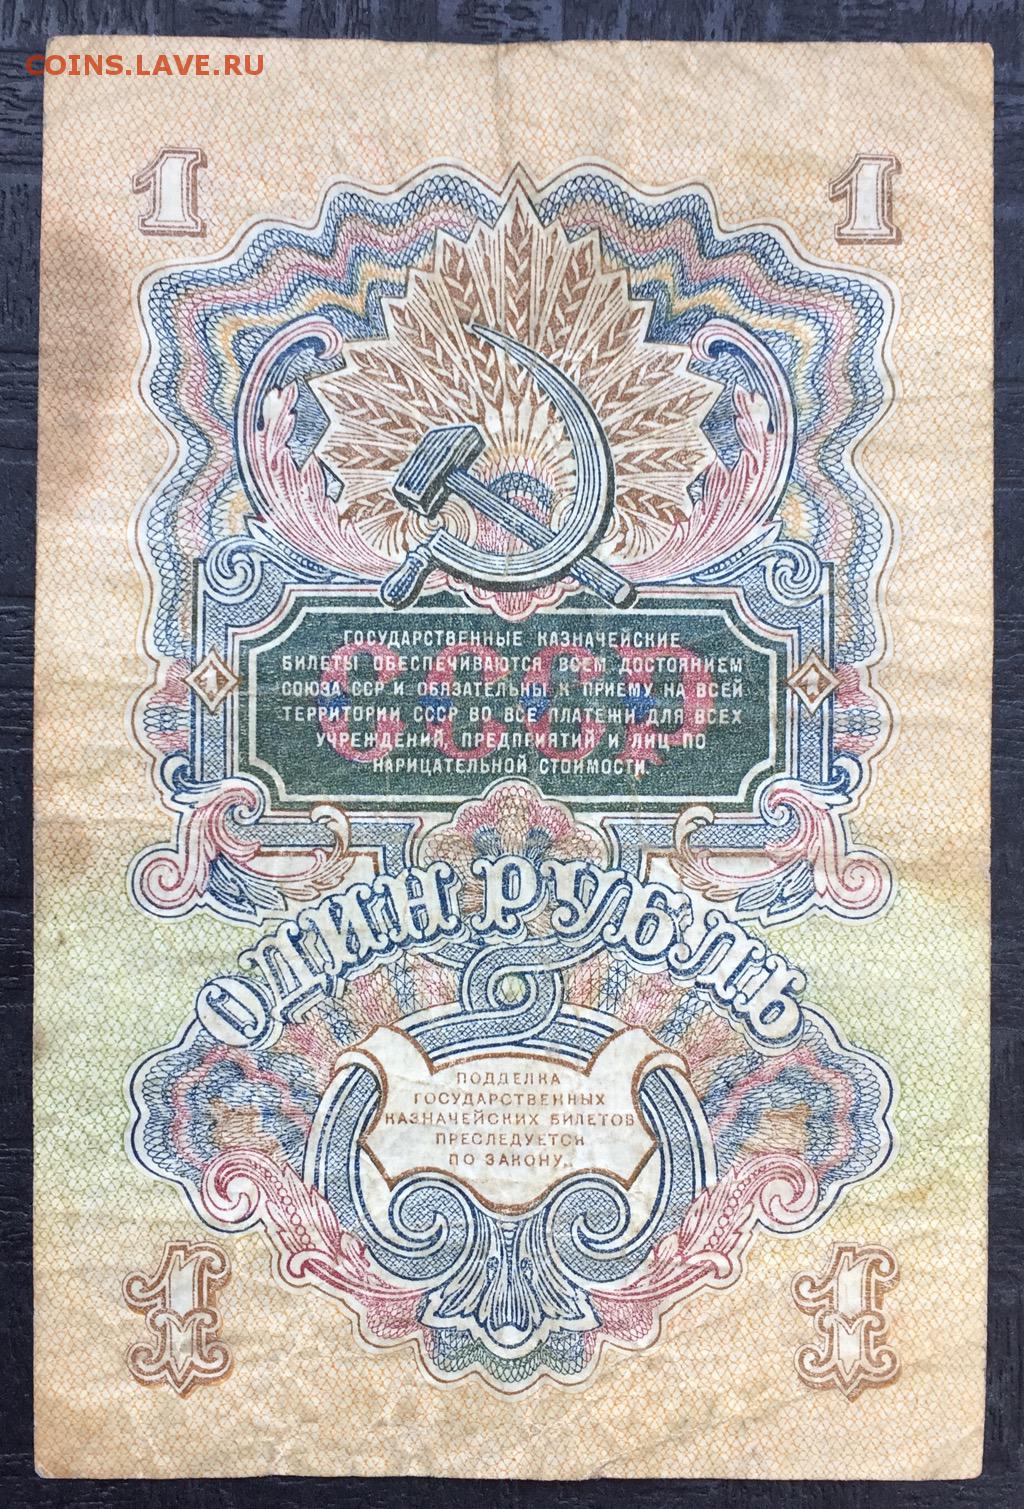 COINS.LAVE.RU
1 1
ГОСУДАРСТВЕННЫЕ КАЗНАЧЕЙСКИЕ
БИЛЕТЫ ОБЕСПЕЧИВАЮТСЯ ВСЕМ ДОСТОЯНИЕМ
СОЮЗА ССР И ОБЯЗАТЕЛЬНЫ К ПРИЕМУ НА ВСЕЙ
ТЕРРИТОРИИ СССР ВО ВСЕ ПЛАТЕЖИ ДЛЯ ВСЕХ
УЧРЕЖДЕНИЙ, ПРЕДПРИЯТИЙ И ЛИЦ ПО
НАРИЦАТЕЛЬНОЙ СТОИМОСТИ
СССР
1 1
ОДИН РУБЛЬ
ПОДДЕЛКА
ГОСУДАРСТВЕННЫХ
КАЗНАЧЕЙСКИХ БИЛЕТОВ
ПРЕСЛЕДУЕТСЯ
ПО ЗАКОНУ.
1 1